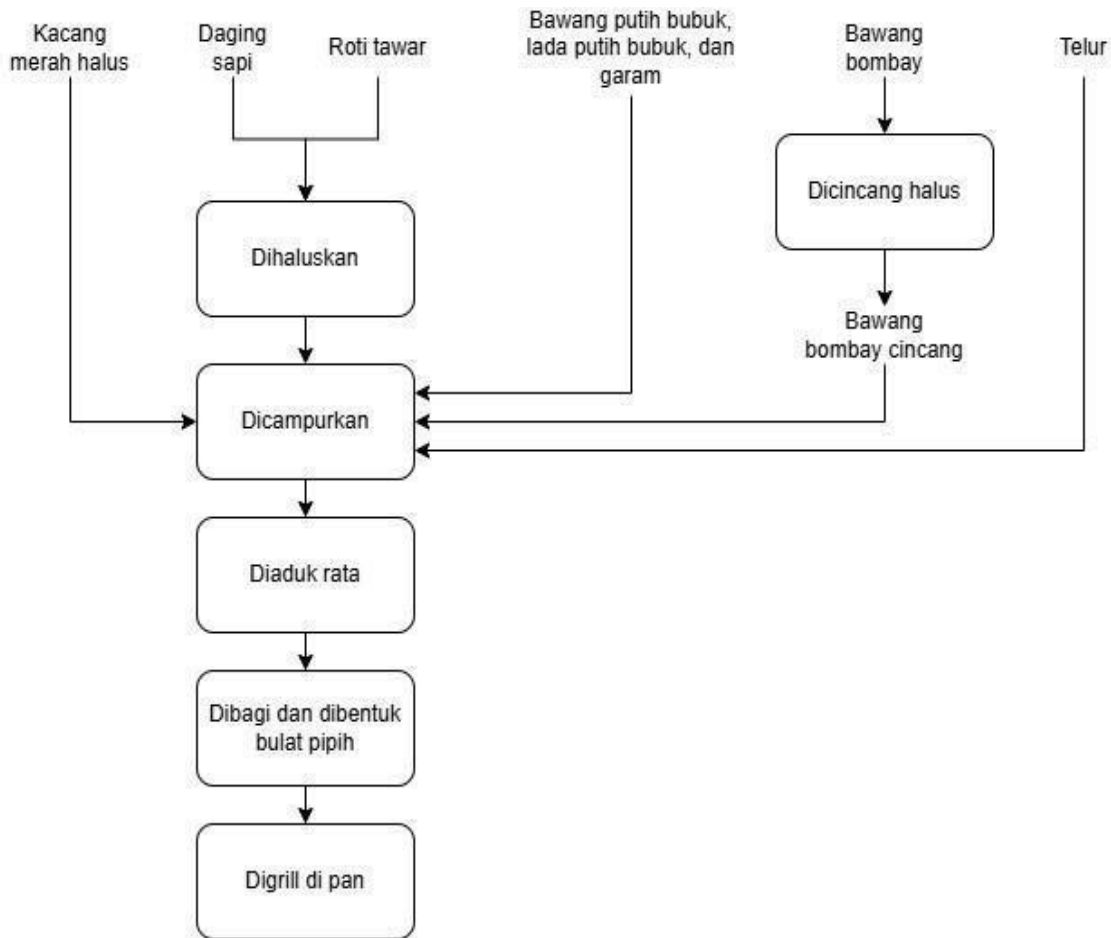 Kacang
merah halus
Daging
sapi
Roti tawar
Bawang putih bubuk,
lada putih bubuk, dan
garam
Bawang
bombay
Telur
Dicincang halus
Dihaluskan
Bawang
bombay cincang
Dicampurkan
Diaduk rata
Dibagi dan dibentuk
bulat pipih
Digrill di pan